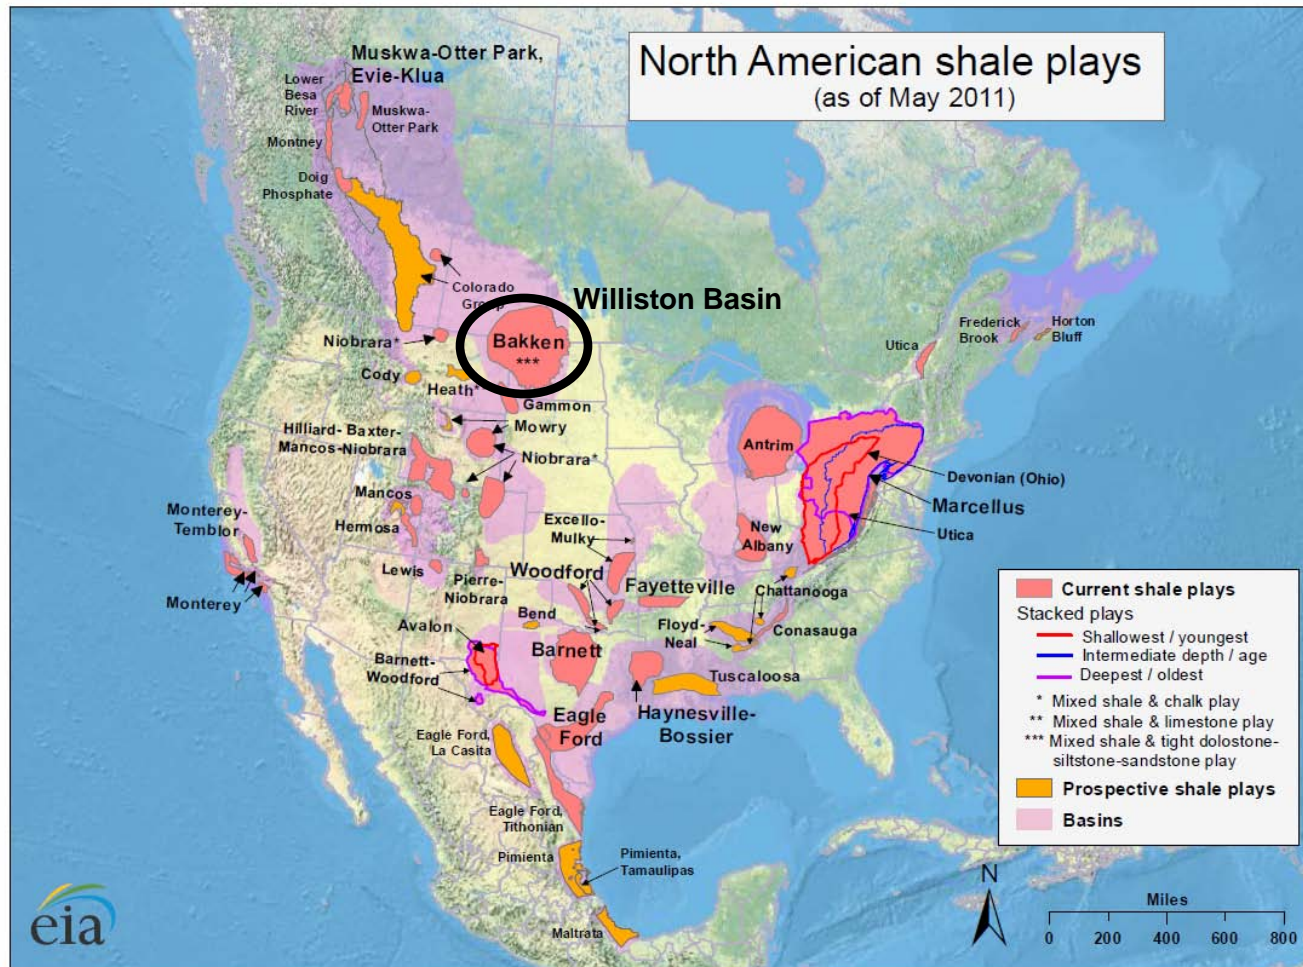 North American shale plays
(as of May 2011)
Muskwa-Otter Park,
Evie-Klua
Lower
Besa
River
Muskwa-
Otter Park
Montney
Doig
Phosphate
Colorado
Group
Williston Basin
Bakken
***
Niobrara*
Cody
Heath*
Gammon
Mowry
Hilliard- Baxter-
Mancos-Niobrara
Niobrara*
Mancos
Hermosa
Monterey-
Temblor
Monterey
Lewis
Pierre-
Niobrara
Excello-
Mulky
Woodford
Fayetteville
Bend
Avalon
Barnett-
Woodford
Barnett
Eagle
Ford
Haynesville-
Bossier
Tuscaloosa
Floyd-
Neal
Conasauga
Chattanooga
New
Albany
Antrim
Devonian (Ohio)
Marcellus
Utica
Utica
Frederick
Brook
Horton
Bluff
Eagle Ford,
La Casita
Eagle Ford,
Tithonian
Pimienta
Pimienta,
Tamaulipas
Maltrata
Current shale plays
Stacked plays
Shallowest / youngest
Intermediate depth / age
Deepest / oldest
* Mixed shale & chalk play
** Mixed shale & limestone play
*** Mixed shale & tight dolostone-
siltstone-sandstone play
Prospective shale plays
Basins
N
Miles
0 200 400 600 800
eia